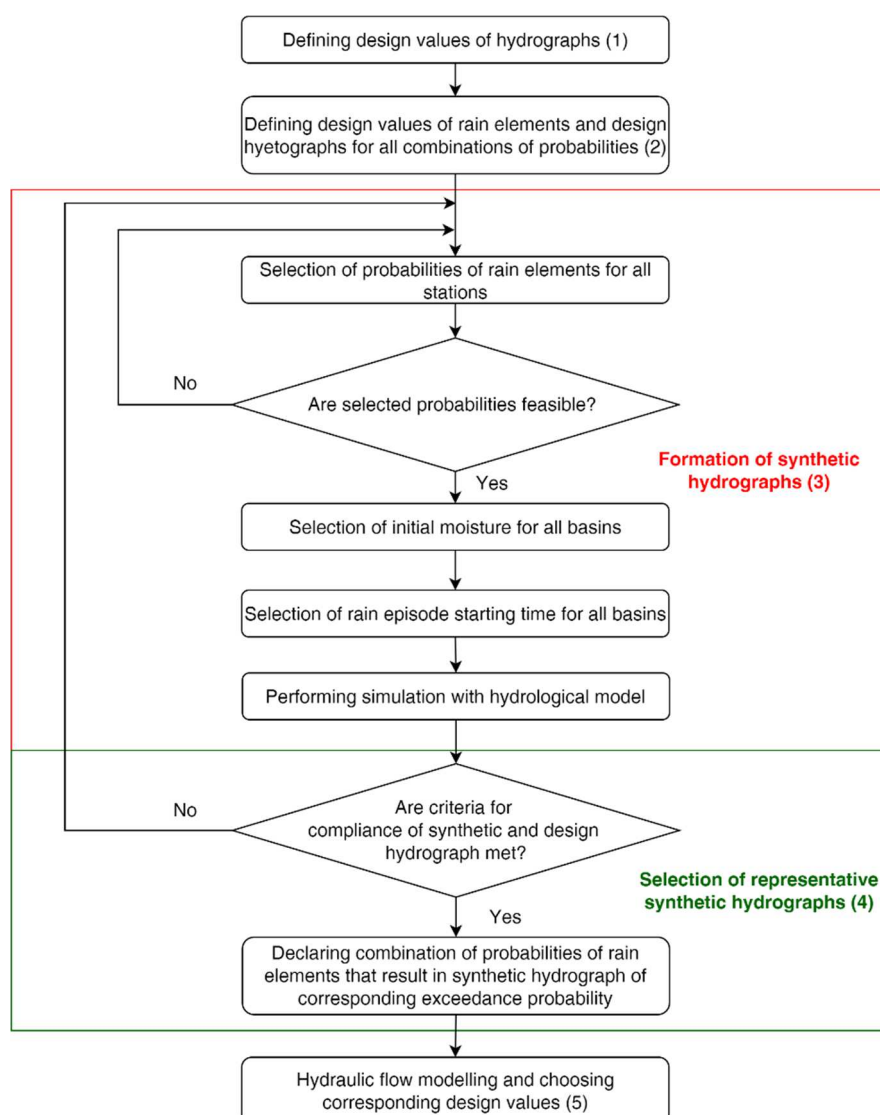 Defining design values of hydrographs (1)
Defining design values of rain elements and design
hyetographs for all combinations of probabilities (2)
Selection of probabilities of rain elements for all
stations
No
Are selected probabilities feasible?
Formation of synthetic
hydrographs (3)
Yes
Selection of initial moisture for all basins
Selection of rain episode starting time for all basins
Performing simulation with hydrological model
No
Are criteria for
compliance of synthetic and design
hydrograph met?
Selection of representative
synthetic hydrographs (4)
Yes
Declaring combination of probabilities of rain
elements that result in synthetic hydrograph of
corresponding exceedance probability
Hydraulic flow modelling and choosing
corresponding design values (5)